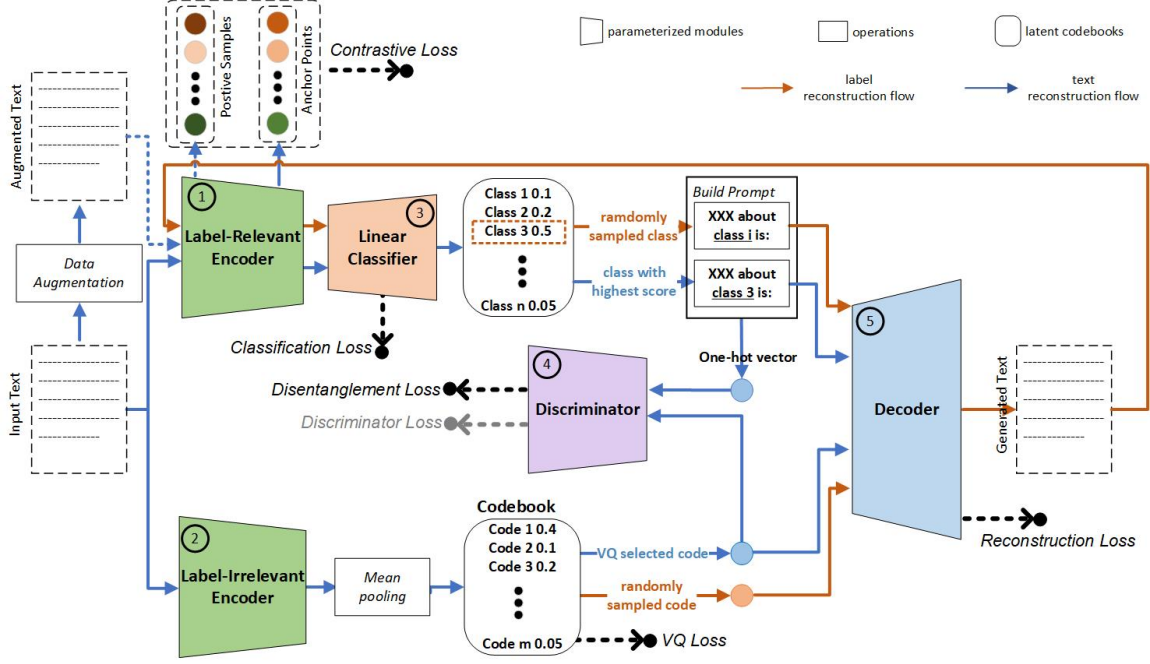 parameterized modules
operations
latent codebooks
label
reconstruction flow
text
reconstruction flow
Postive Samples
Anchor Points
Contrastive Loss
Augmented Text
Data
Augmentation
Input Text
1
Label-Relevant
Encoder
3
Linear
Classifier
Classification Loss
Class 1 0.1
Class 2 0.2
Class 3 0.5
Class n 0.05
randomly
sampled class
class with
highest score
Build Prompt
XXX about
class i is:
XXX about
class 3 is:
One-hot vector
4
Discriminator
Disentanglement Loss
Discriminator Loss
5
Decoder
Generated Text
Reconstruction Loss
2
Label-Irrelevant
Encoder
Mean
pooling
Codebook
Code 1 0.4
Code 2 0.1
Code 3 0.2
Code m 0.05
VQ selected code
randomly
sampled code
VQ Loss